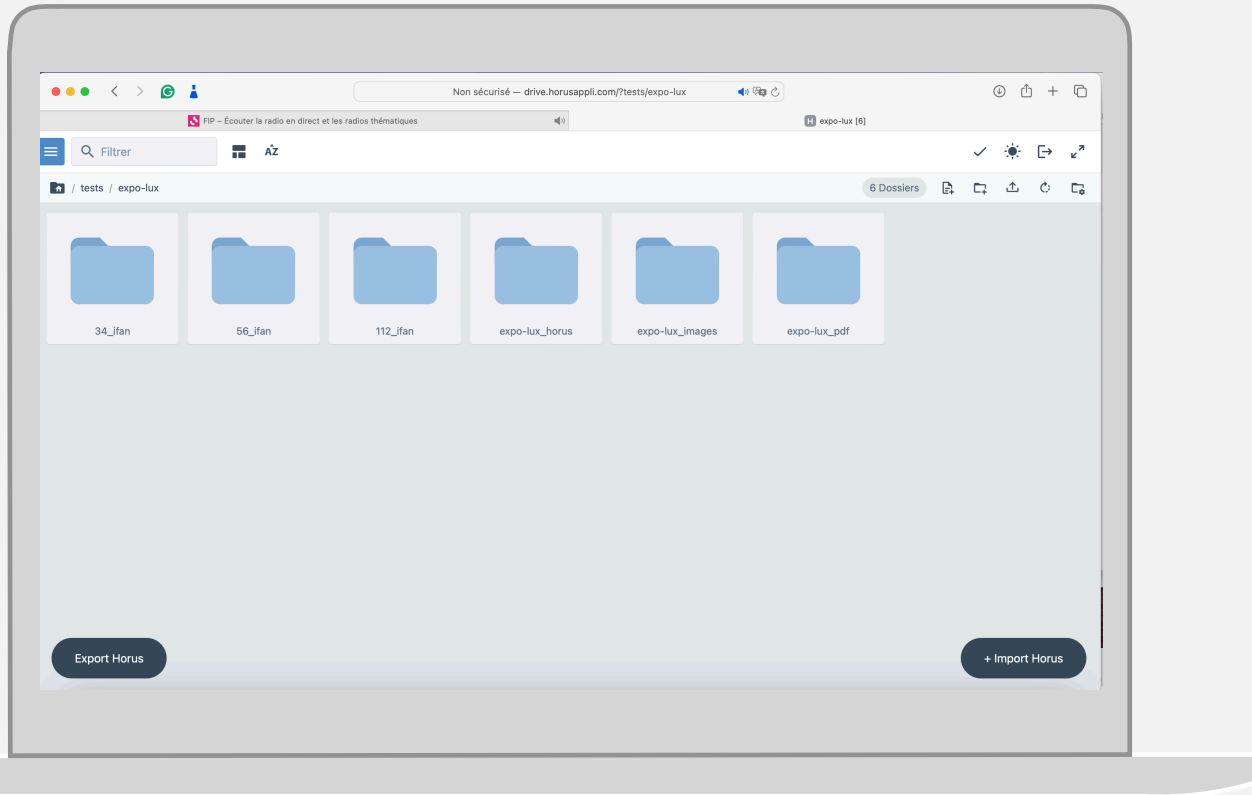 Non sécurisé — drive.horusappli.com/?tests/expo-lux
FIP – Écouter la radio en direct et les radios thématiques
H expo-lux [6]
Filtrer
AZ
/ tests / expo-lux
6 Dossiers
34_ifan
56_ifan
112_ifan
expo-lux_horus
expo-lux_images
expo-lux_pdf
Export Horus
+ Import Horus